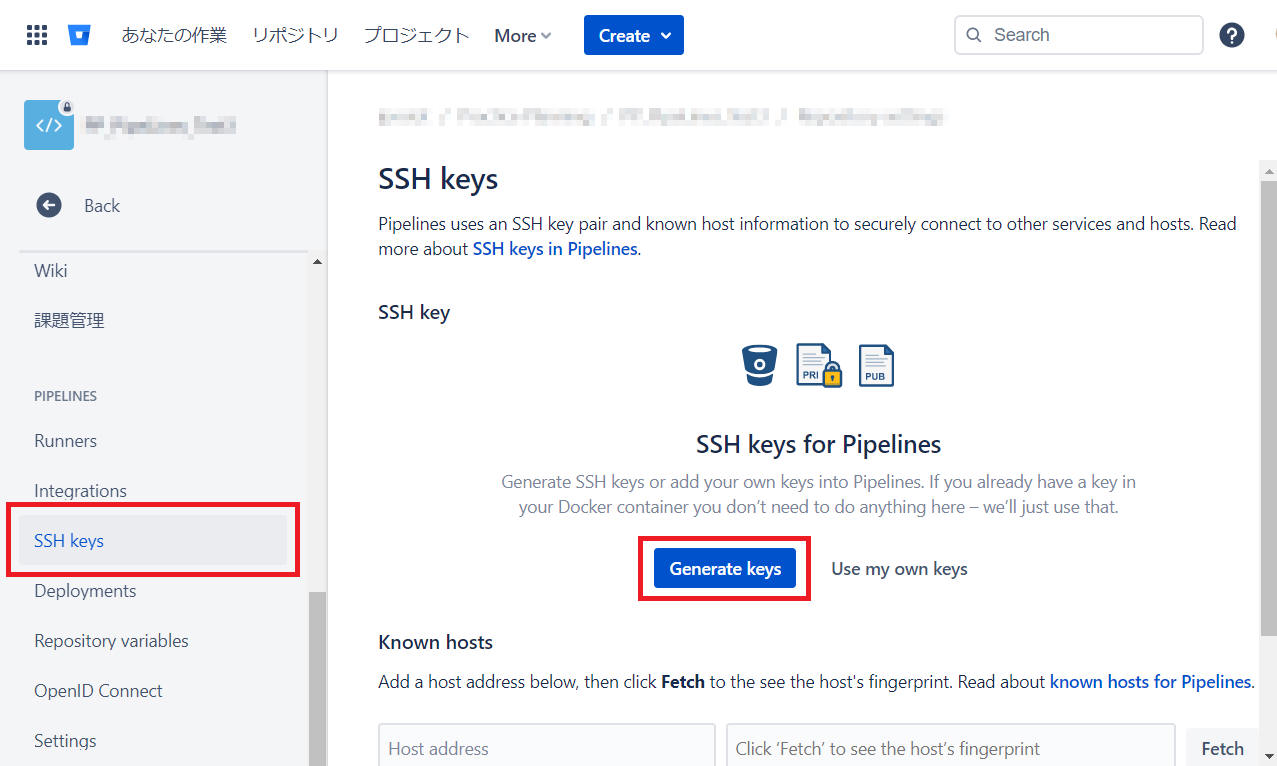 あなたの作業 リポジトリ プロジェクト More Create Search ?
</>
Back
Wiki
課題管理
PIPELINES
Runners
Integrations
SSH keys
Deployments
Repository variables
OpenID Connect
Settings
SSH keys
Pipelines uses an SSH key pair and known host information to securely connect to other services and hosts. Read
more about SSH keys in Pipelines.
SSH key
PRI PUB
SSH keys for Pipelines
Generate SSH keys or add your own keys into Pipelines. If you already have a key in
your Docker container you don't need to do anything here – we'll just use that.
Generate keys Use my own keys
Known hosts
Add a host address below, then click Fetch to the see the host's fingerprint. Read about known hosts for Pipelines.
Host address Click 'Fetch' to see the host's fingerprint Fetch